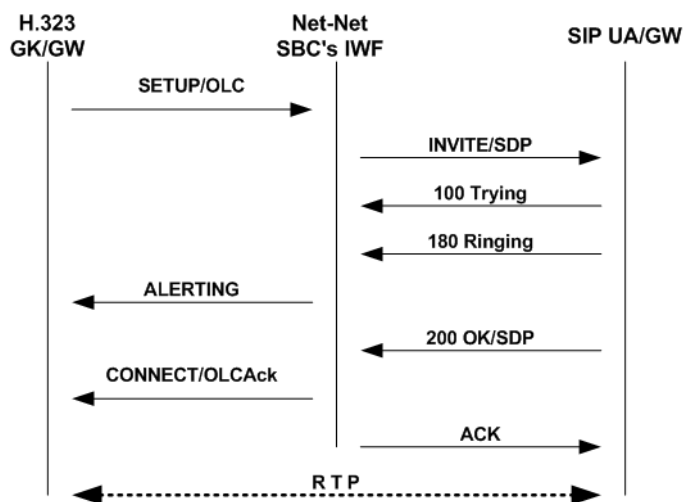 H.323
GK/GW
Net-Net
SBC's IWF
SIP UA/GW
SETUP/OLC
INVITE/SDP
100 Trying
180 Ringing
ALERTING
200 OK/SDP
CONNECT/OLCAck
ACK
R T P